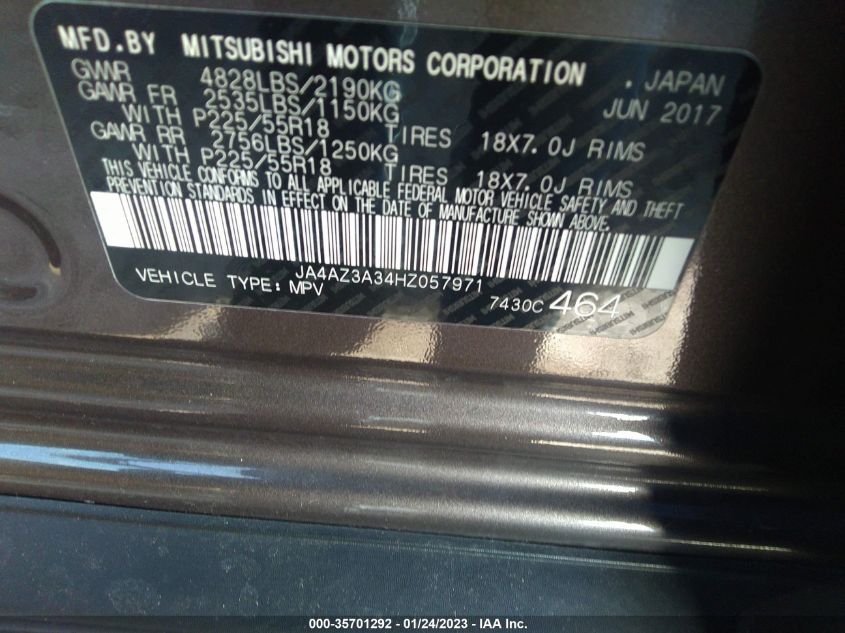 MFD.BY MITSUBISHI MOTORS CORPORATION . JAPAN
GVWR 4828LBS/2190KG JUN 2017
GAWR FR 2535LBS/1150KG
WITH P225/55R18 TIRES 18X7.0J RIMS
GAWR RR 2756LBS/1250KG
WITH P225/55R18 TIRES 18X7.0J RIMS
THIS VEHICLE CONFORMS TO ALL APPLICABLE FEDERAL MOTOR VEHICLE SAFETY AND THEFT
PREVENTION STANDARDS IN EFFECT ON THE DATE OF MANUFACTURE SHOWN ABOVE.
JA4AZ3A34HZ057971
VEHICLE TYPE: MPV 7430C 464
000-35701292 - 01/24/2023 - IAA Inc.